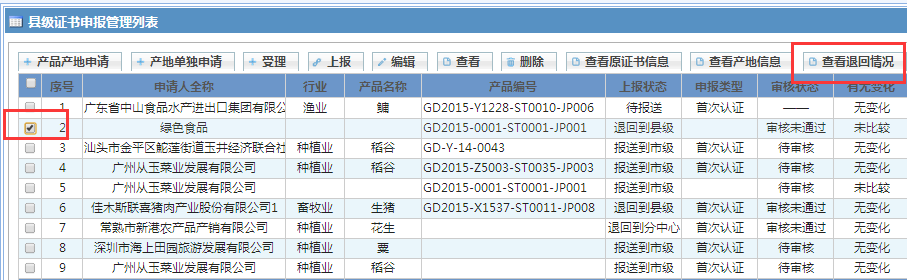 县级证书申报管理列表
产品产地申请 产地单独申请 受理 上报 编辑 查看 删除 查看原证书信息 查看产地信息 查看退回情况
序号 申请人全称 行业 产品名称 产品编号 上报状态 申报类型 审核状态 有无变化
1 广东省中山食品水产进出口集团有限公 渔业 鳙 GD2015-Y1228-ST0010-JP006 待报送 首次认证 —— 无变化
2 绿色食品 GD2015-0001-ST0001-JP001 退回到县级 审核未通过 未比较
3 汕头市金平区鮀莲街道玉井经济联合社 种植业 稻谷 GD-Y-14-0043 报送到市级 首次认证 待审核 无变化
4 广州从玉菜业发展有限公司 种植业 稻谷 GD2015-Z5003-ST0035-JP003 报送到市级 首次认证 待审核 无变化
5 广州从玉菜业发展有限公司 GD2015-0001-ST0001-JP001 报送到市级 待审核 未比较
6 佳木斯联喜猪肉产业股份有限公司1 畜牧业 生猪 GD2015-X1537-ST0011-JP008 退回到县级 首次认证 审核未通过 无变化
7 常熟市新港农产品产销有限公司 种植业 花生 退回到分中心 首次认证 审核未通过 无变化
8 深圳市海上田园旅游发展有限公司 种植业 粟 报送到市级 首次认证 待审核 无变化
9 广州从玉菜业发展有限公司 种植业 稻谷 报送到市级 首次认证 待审核 无变化